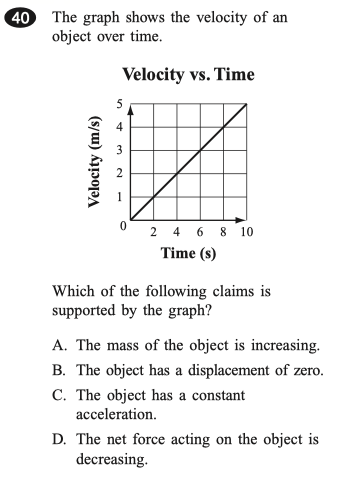 40 The graph shows the velocity of an
object over time.
Velocity vs. Time
Velocity (m/s)
5
4
3
2
1
0
2 4 6 8 10
Time (s)
Which of the following claims is
supported by the graph?
A. The mass of the object is increasing.
B. The object has a displacement of zero.
C. The object has a constant
acceleration.
D. The net force acting on the object is
decreasing.